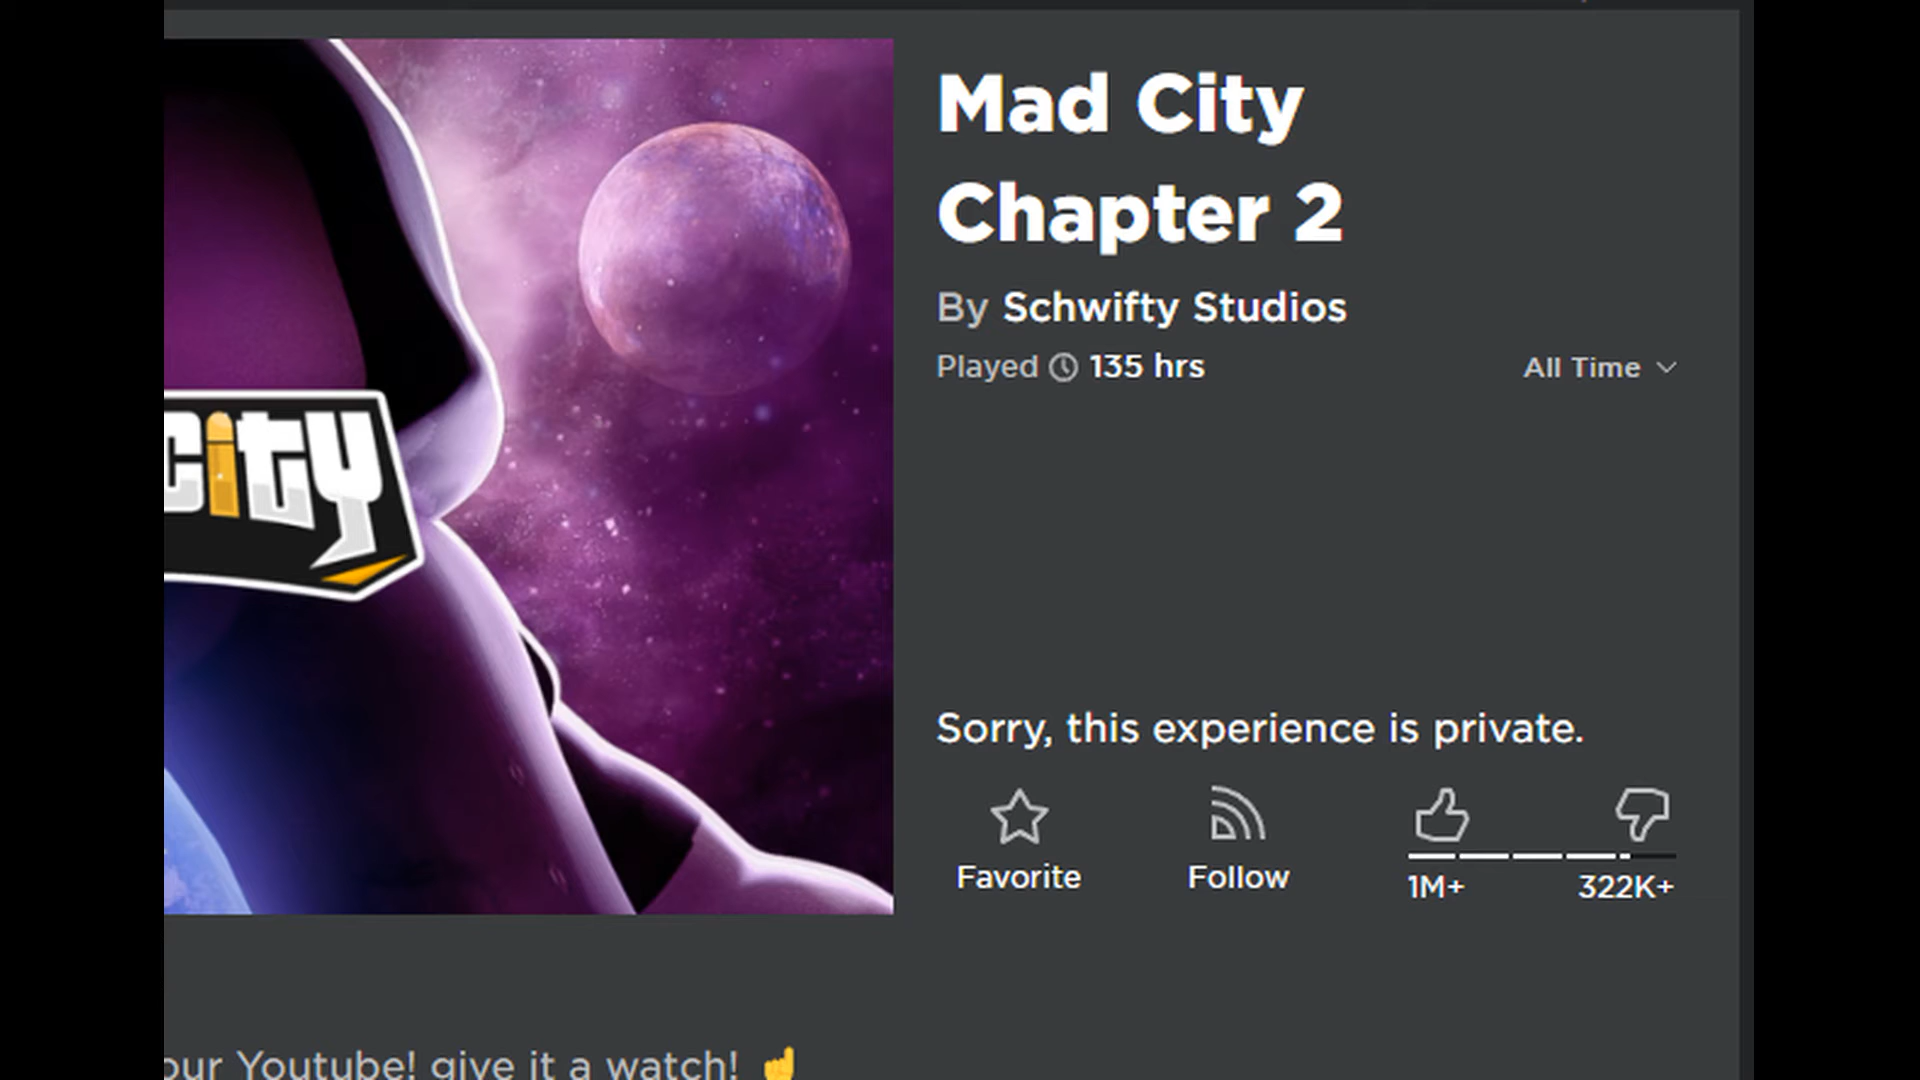 Mad City
Chapter 2
By Schwifty Studios
Played 135 hrs
All Time
city
Sorry, this experience is private.
Favorite
Follow
1M+
322K+
our Youtube! give it a watch! ☝